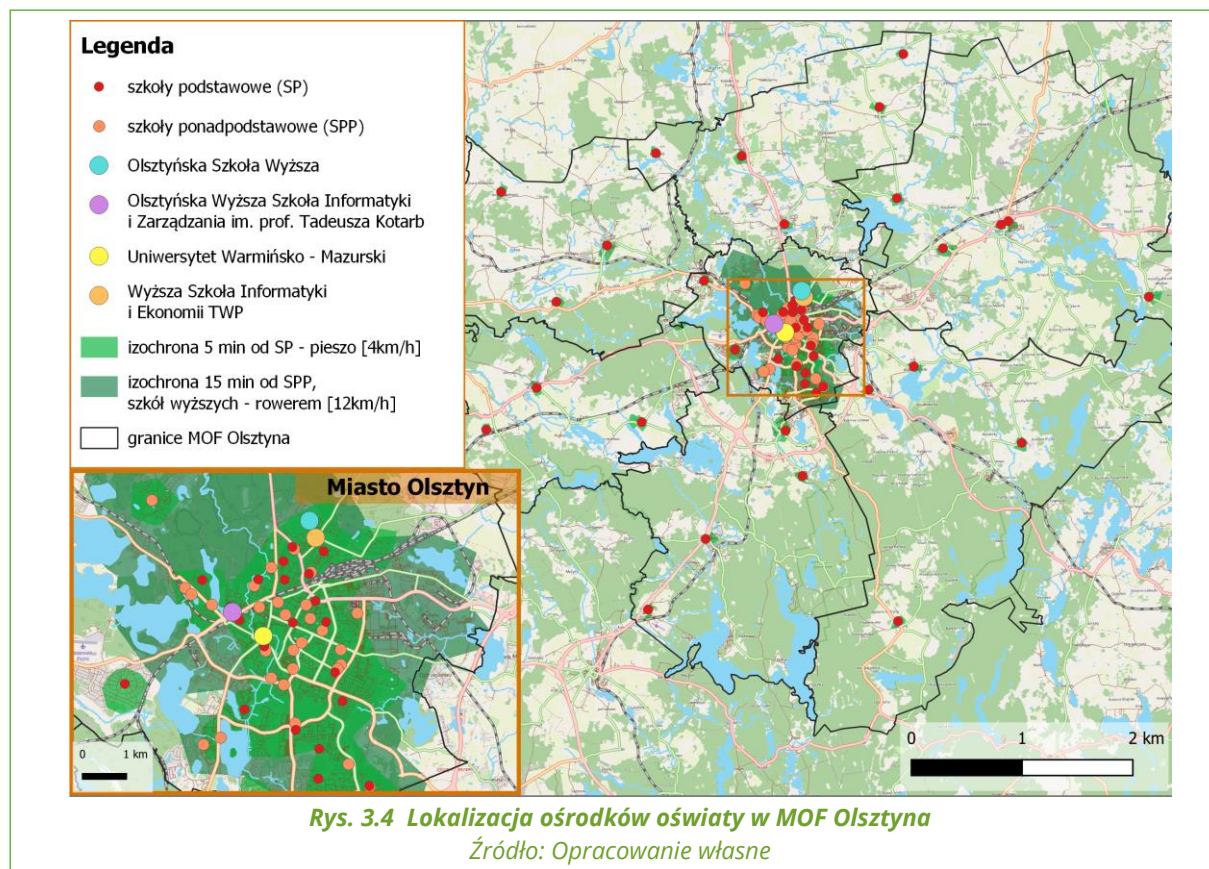 Legenda
szkoły podstawowe (SP)
szkoły ponadpodstawowe (SPP)
Olsztyńska Szkoła Wyższa
Olsztyńska Wyższa Szkoła Informatyki
i Zarządzania im. prof. Tadeusza Kotarb
Uniwersytet Warmińsko - Mazurski
Wyższa Szkoła Informatyki
i Ekonomii TWP
izochrona 5 min od SP - pieszo [4km/h]
izochrona 15 min od SPP,
szkół wyższych - rowerem [12km/h]
granice MOF Olsztyna
Miasto Olsztyn
0 1 km
0 1 2 km
Rys. 3.4 Lokalizacja ośrodków oświaty w MOF Olsztyna
Źródło: Opracowanie własne